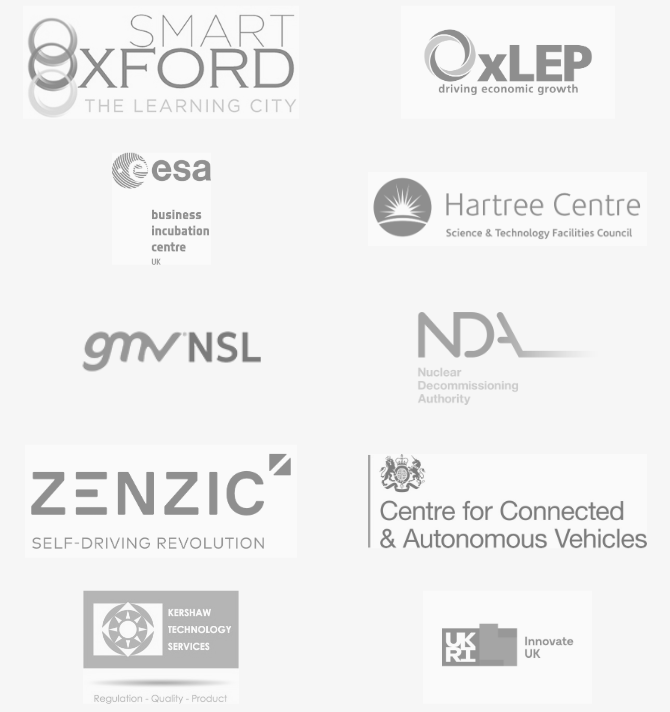 SMART
OXFORD
THE LEARNING CITY
OxLEP
driving economic growth
esa
business
incubation
centre
UK
Hartree Centre
Science & Technology Facilities Council
gmv NSL
NDA
Nuclear
Decommissioning
Authority
ZENZIC
SELF-DRIVING REVOLUTION
Centre for Connected
& Autonomous Vehicles
KERSHAW
TECHNOLOGY
SERVICES
Regulation - Quality - Product
UK
RI
Innovate
UK